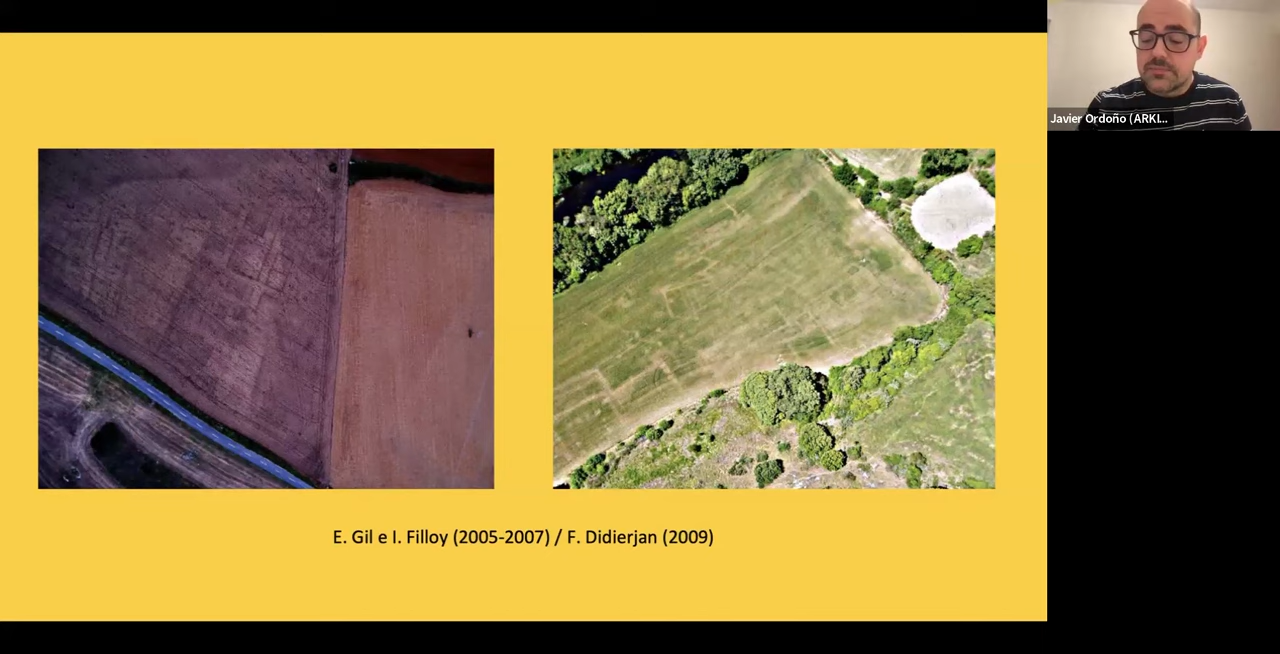 Javier Ordoño (ARKI...
E. Gil e I. Filloy (2005-2007) / F. Didierjan (2009)